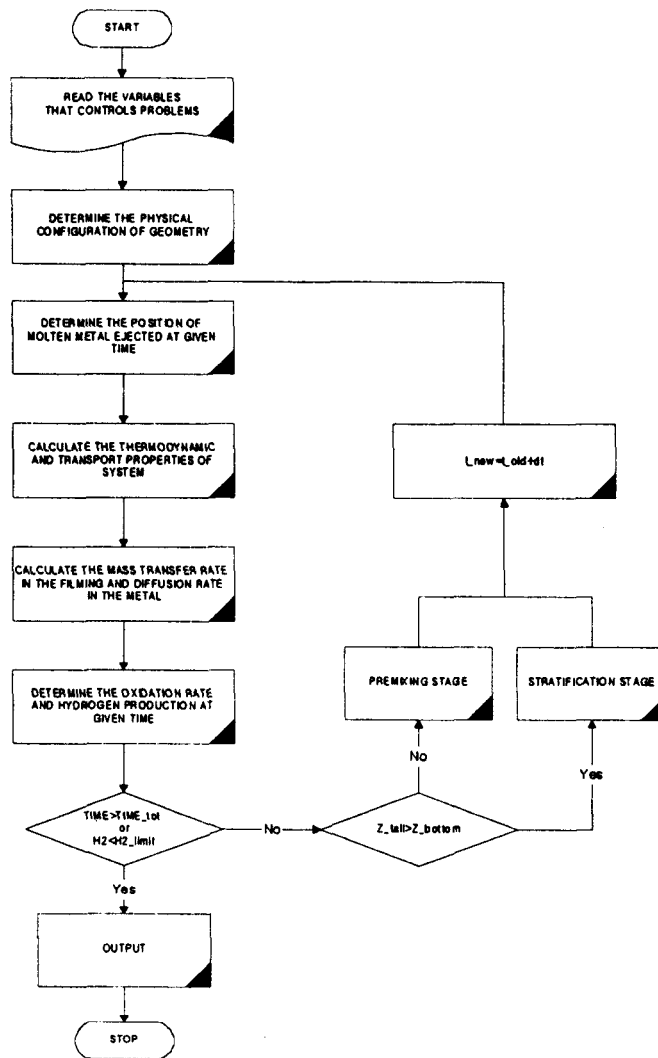 START
READ THE VARIABLES
THAT CONTROLS PROBLEMS
DETERMINE THE PHYSICAL
CONFIGURATION OF GEOMETRY
DETERMINE THE POSITION OF
MOLTEN METAL EJECTED AT GIVEN
TIME
CALCULATE THE THERMODYNAMIC
AND TRANSPORT PROPERTIES OF
SYSTEM
t_new=t_old+dt
CALCULATE THE MASS TRANSFER RATE
IN THE FILMING AND DIFFUSION RATE
IN THE METAL
DETERMINE THE OXIDATION RATE
AND HYDROGEN PRODUCTION AT
GIVEN TIME
PREMIXING STAGE
STRATIFICATION STAGE
No
Yes
TIME>TIME_tot
or
H2<H2_limit
No
Z_tail>Z_bottom
Yes
OUTPUT
STOP